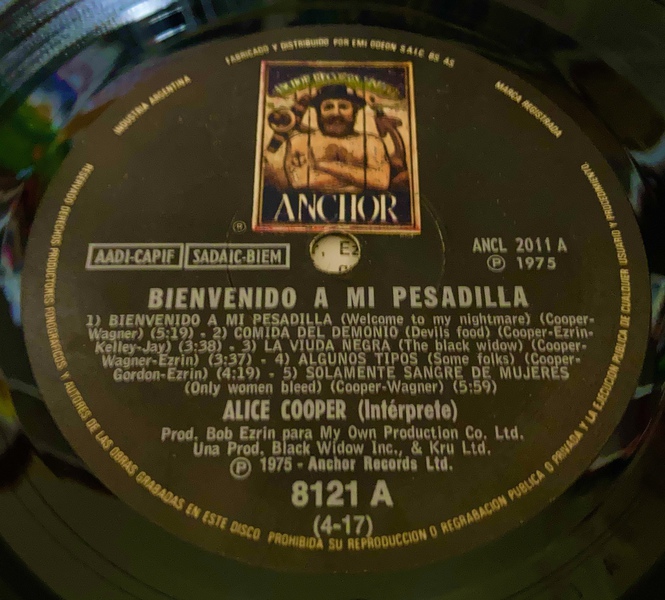 FABRICADO Y DISTRIBUIDO POR EMI ODEON S.A.I.C. BS. AS.
INDUSTRIA ARGENTINA
MARCA REGISTRADA
ANCHOR
®
AADI-CAPIF SADAIC-BIEM
ANCL 2011 A
Ⓟ 1975
BIENVENIDO A MI PESADILLA
1) BIENVENIDO A MI PESADILLA (Welcome to my nightmare) (Cooper-
Wagner) (5:19) - 2) COMIDA DEL DEMONIO (Devils food) (Cooper-Ezrin-
Kelley-Jay) (3:38) - 3) LA VIUDA NEGRA (The black widow) (Cooper-
Wagner-Ezrin) (3:37) - 4) ALGUNOS TIPOS (Some folks) (Cooper-
Gordon-Ezrin) (4:19) - 5) SOLAMENTE SANGRE DE MUJERES
(Only women bleed) (Cooper-Wagner) (5:59)
ALICE COOPER (Intérprete)
Prod. Bob Ezrin para My Own Production Co. Ltd.
Una Prod. Black Widow Inc., & Kru Ltd.
Ⓟ 1975 - Anchor Records Ltd.
8121 A
(4-17)
RESERVADO DERECHOS PRODUCTORES FONOGRAFICOS Y AUTORES DE LAS OBRAS GRABADAS EN ESTE DISCO PROHIBIDA SU REPRODUCCION O REGRABACION PUBLICA O PRIVADA Y LA EJECUCION PUBLICA DE CUALQUIER USUARIO Y PROCEDIMIENTO.